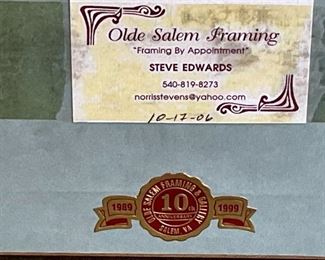 Olde Salem Framing
"Framing By Appointment"
STEVE EDWARDS
540-819-8273
norrisstevens@yahoo.com
10-17-06
OLDE SALEM FRAMING & GALLERY
1989 10th 1999
ANNIVERSARY
SALEM VA